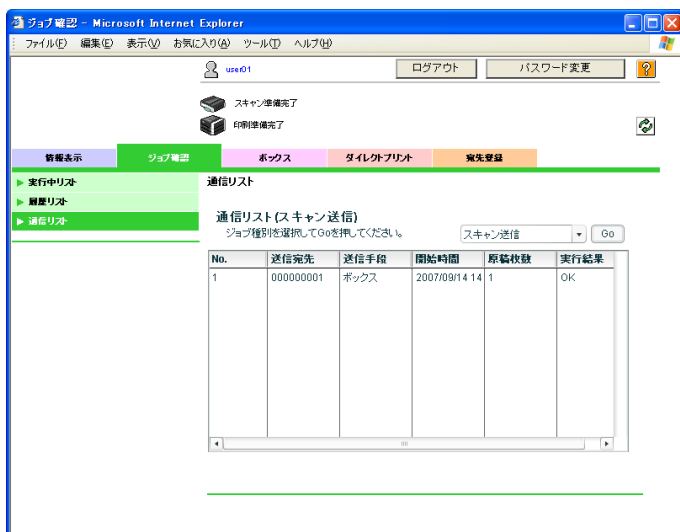 ジョブ確認 - Microsoft Internet Explorer
ファイル(F) 編集(E) 表示(V) お気に入り(A) ツール(T) ヘルプ(H)
user01 ログアウト パスワード変更 ?
スキャン準備完了
印刷準備完了
情報表示 ジョブ確認 ボックス ダイレクトプリント 宛先登録
実行中リスト
履歴リスト
通信リスト
通信リスト
通信リスト(スキャン送信)
ジョブ種別を選択してGoを押してください。 スキャン送信 Go
No. 送信宛先 送信手段 開始時間 原稿枚数 実行結果
1 000000001 ボックス 2007/09/14 14 1 OK